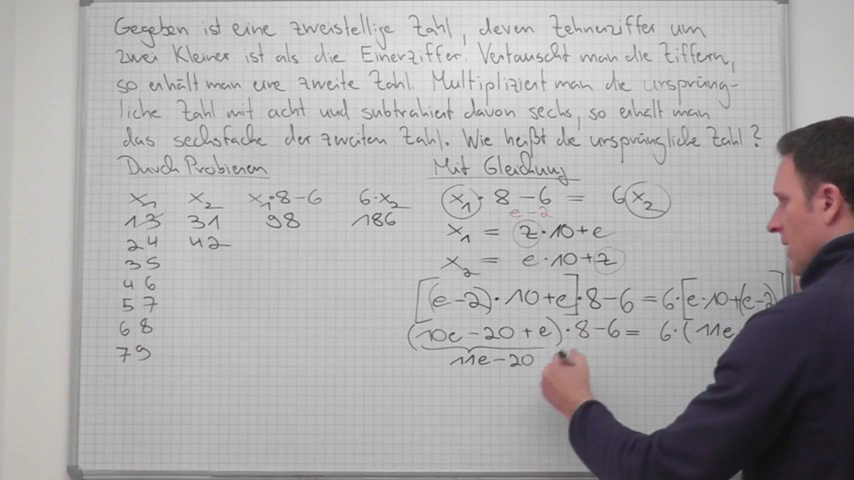 Gegeben ist eine zweistellige Zahl, deren Zehnerziffer um
zwei kleiner ist als die Einerziffer. Vertauscht man die Ziffern,
so erhält man eine zweite Zahl. Multipliziert man die ursprüng-
liche Zahl mit acht und subtrahiert davon sechs, so erhält man
das sechsfache der zweiten Zahl. Wie heißt die ursprüngliche Zahl?
Durch Probieren
x₁ x₂ x₁·8-6 6·x₂
13 31 98 186
24 42
35
46
57
68
79
Mit Gleichung
x₁ · 8 - 6 = 6 x₂
e-2
x₁ = z·10+e
x₂ = e·10+z
[(e-2)·10+e]·8-6=6·[e·10+(e-2)]
(10e-20+e)·8-6= 6·(11e
11e-20